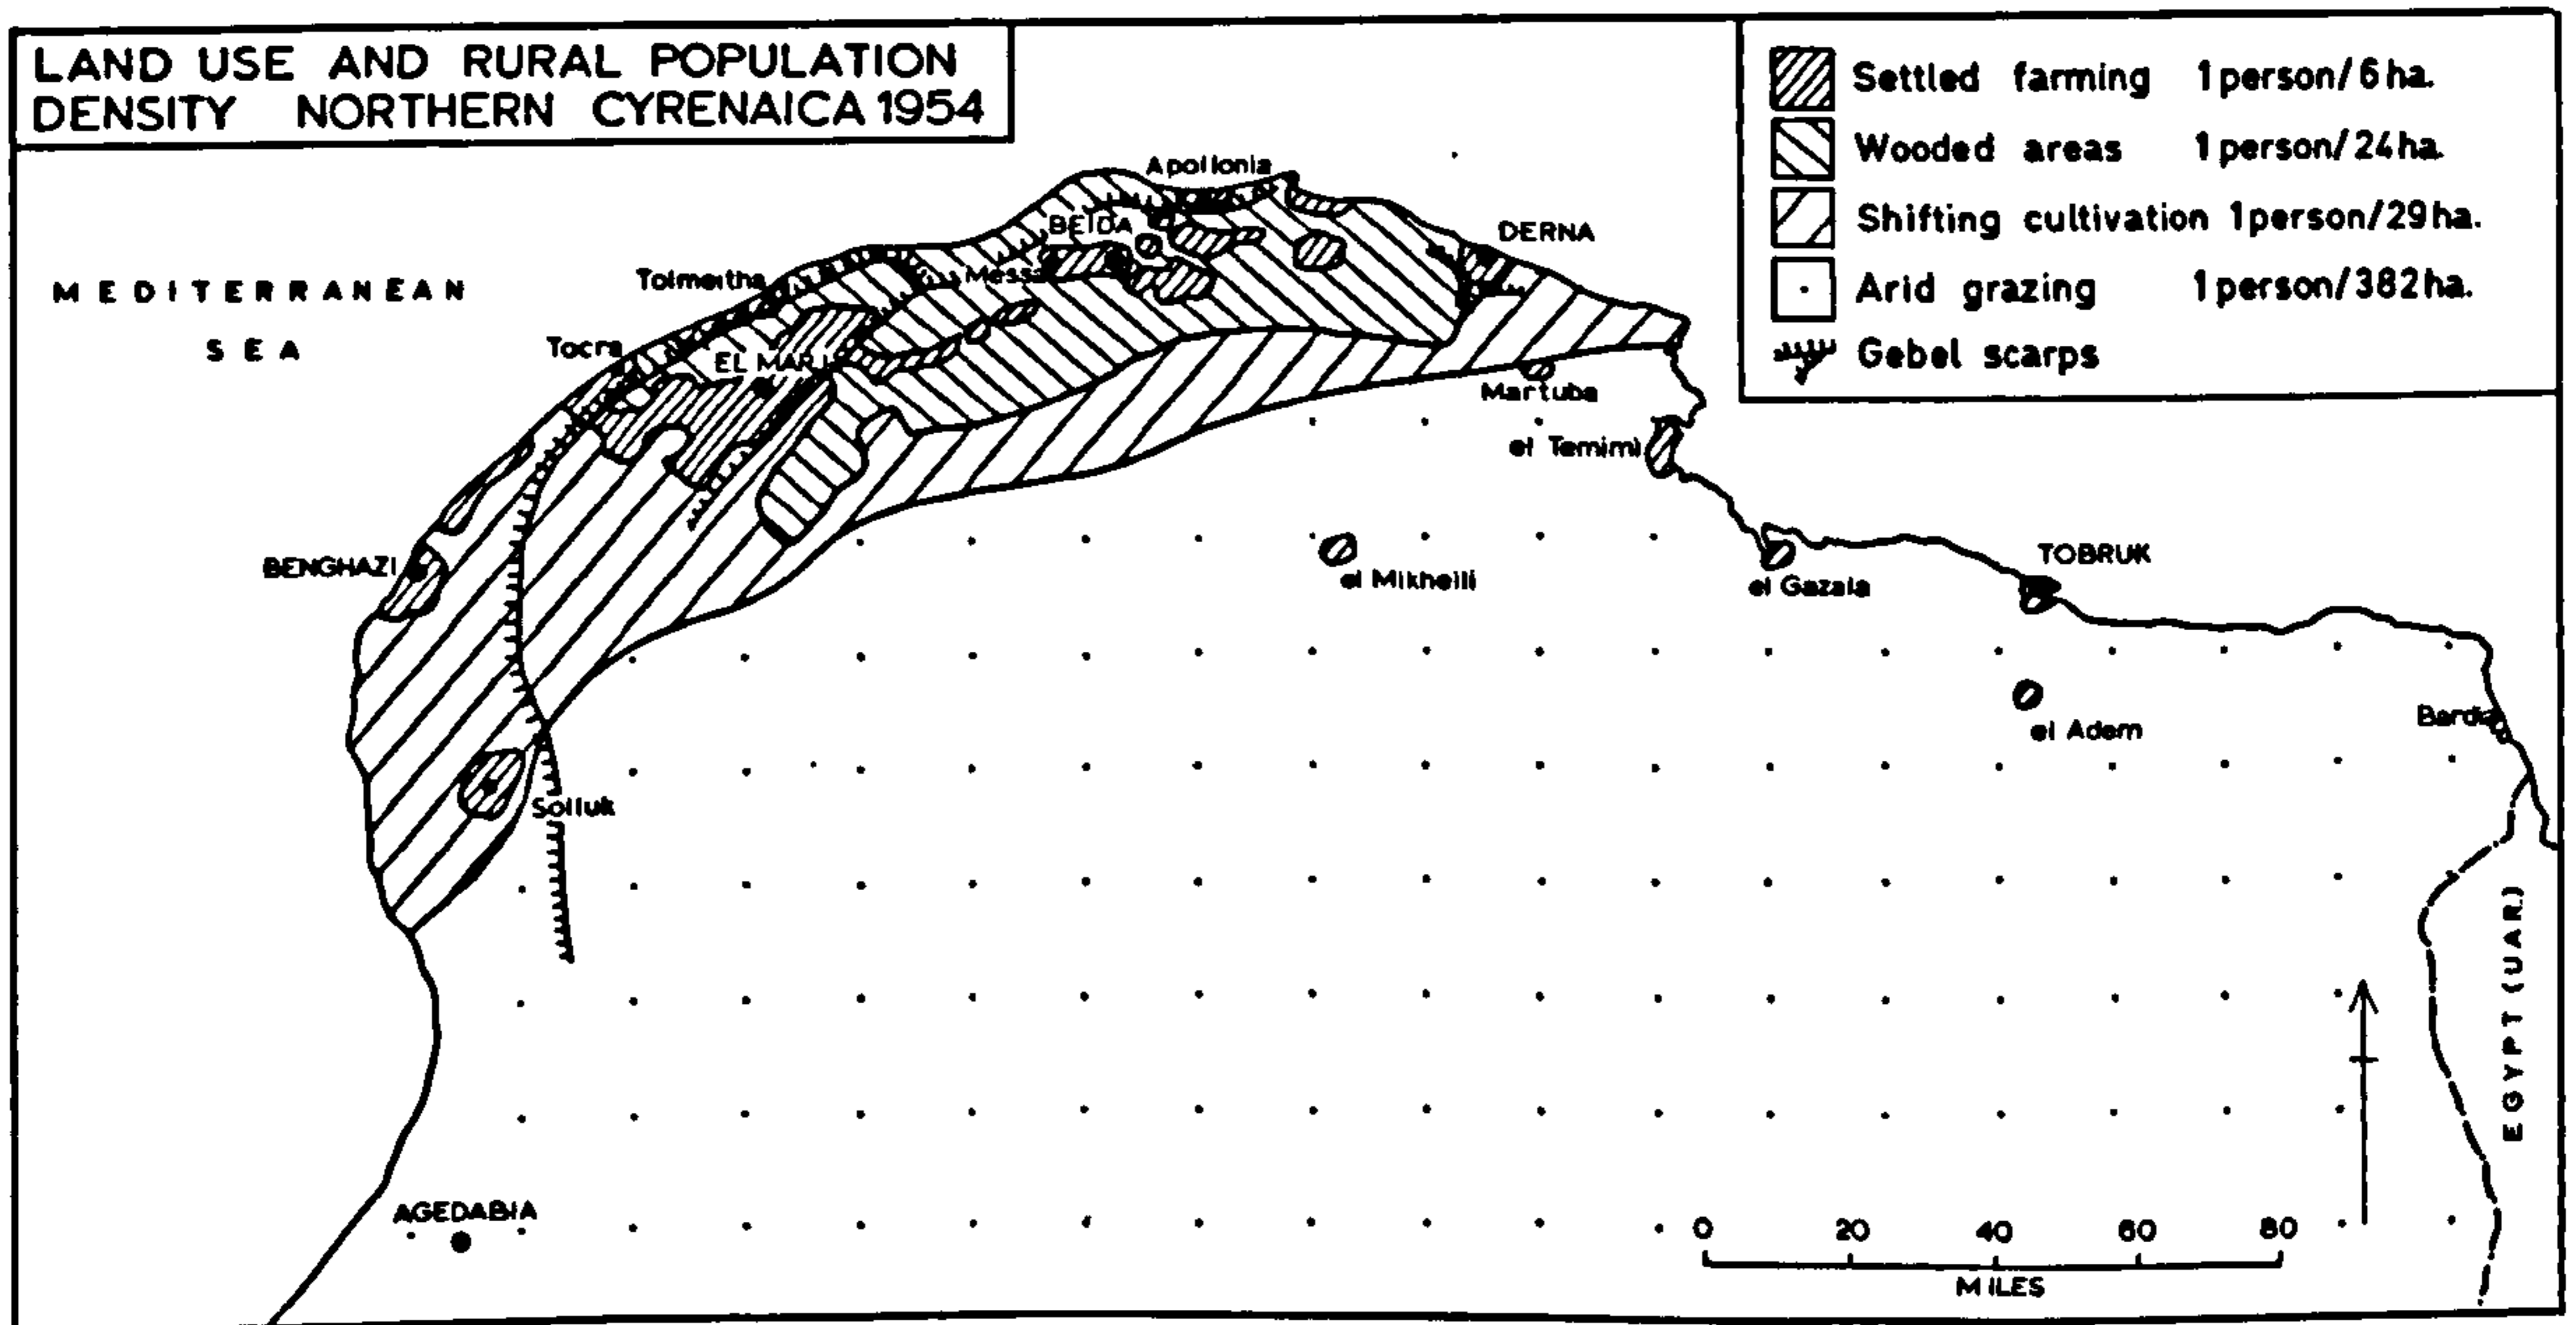 LAND USE AND RURAL POPULATION
DENSITY NORTHERN CYRENAICA 1954
Settled farming 1 person/6 ha.
Wooded areas 1 person/24 ha.
Shifting cultivation 1 person/29 ha.
Arid grazing 1 person/382 ha.
Gebel scarps
MEDITERRANEAN
SEA
Apollonia
BEIDA
DERNA
Tolmeitha
Messa
Tocra
EL MARJ
Martuba
el Temimi
BENGHAZI
el Mikheili
el Gazala
TOBRUK
el Adem
Bardia
Solluk
EGYPT (UAR.)
AGEDABIA
0 20 40 60 80
MILES